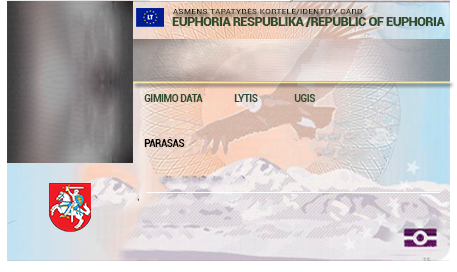 ASMENS TAPATYBĖS KORTELĖ/IDENTITY CARD
LT
EUPHORIA RESPUBLIKA /REPUBLIC OF EUPHORIA
GIMIMO DATA LYTIS UGIS
PARASAS